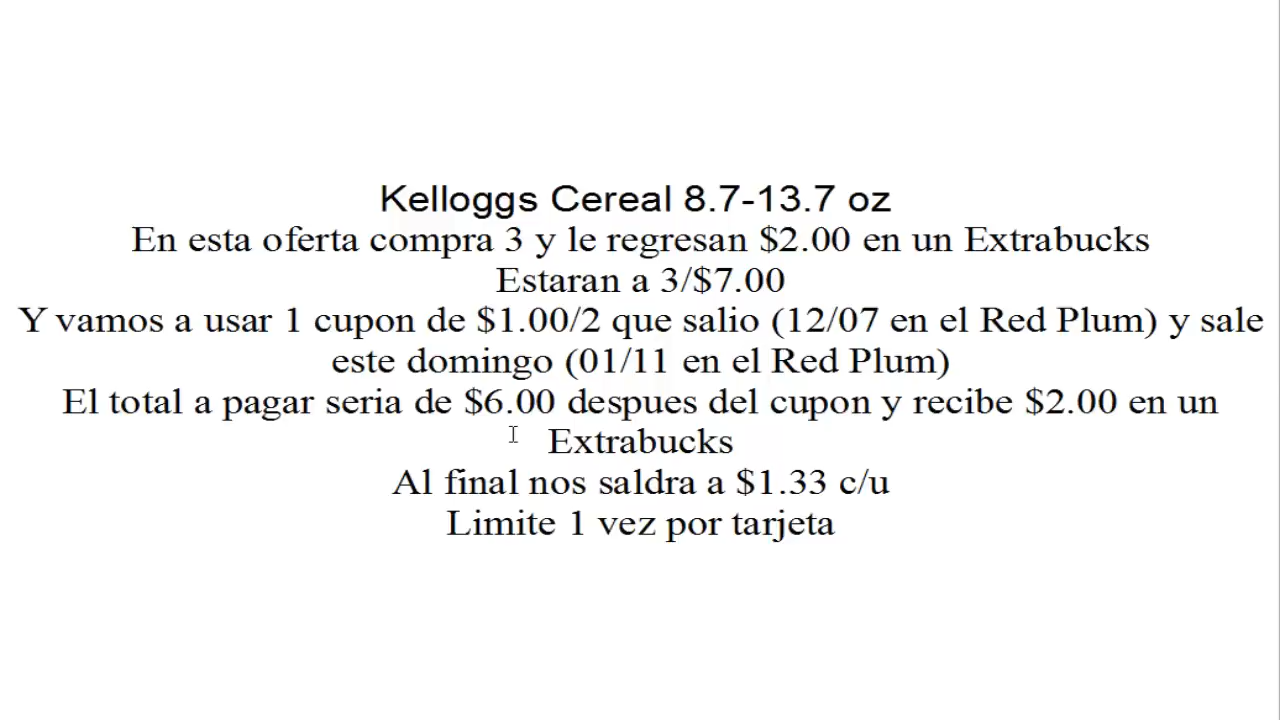 Kelloggs Cereal 8.7-13.7 oz
En esta oferta compra 3 y le regresan $2.00 en un Extrabucks
Estaran a 3/$7.00
Y vamos a usar 1 cupon de $1.00/2 que salio (12/07 en el Red Plum) y sale
este domingo (01/11 en el Red Plum)
El total a pagar seria de $6.00 despues del cupon y recibe $2.00 en un
Extrabucks
Al final nos saldra a $1.33 c/u
Limite 1 vez por tarjeta